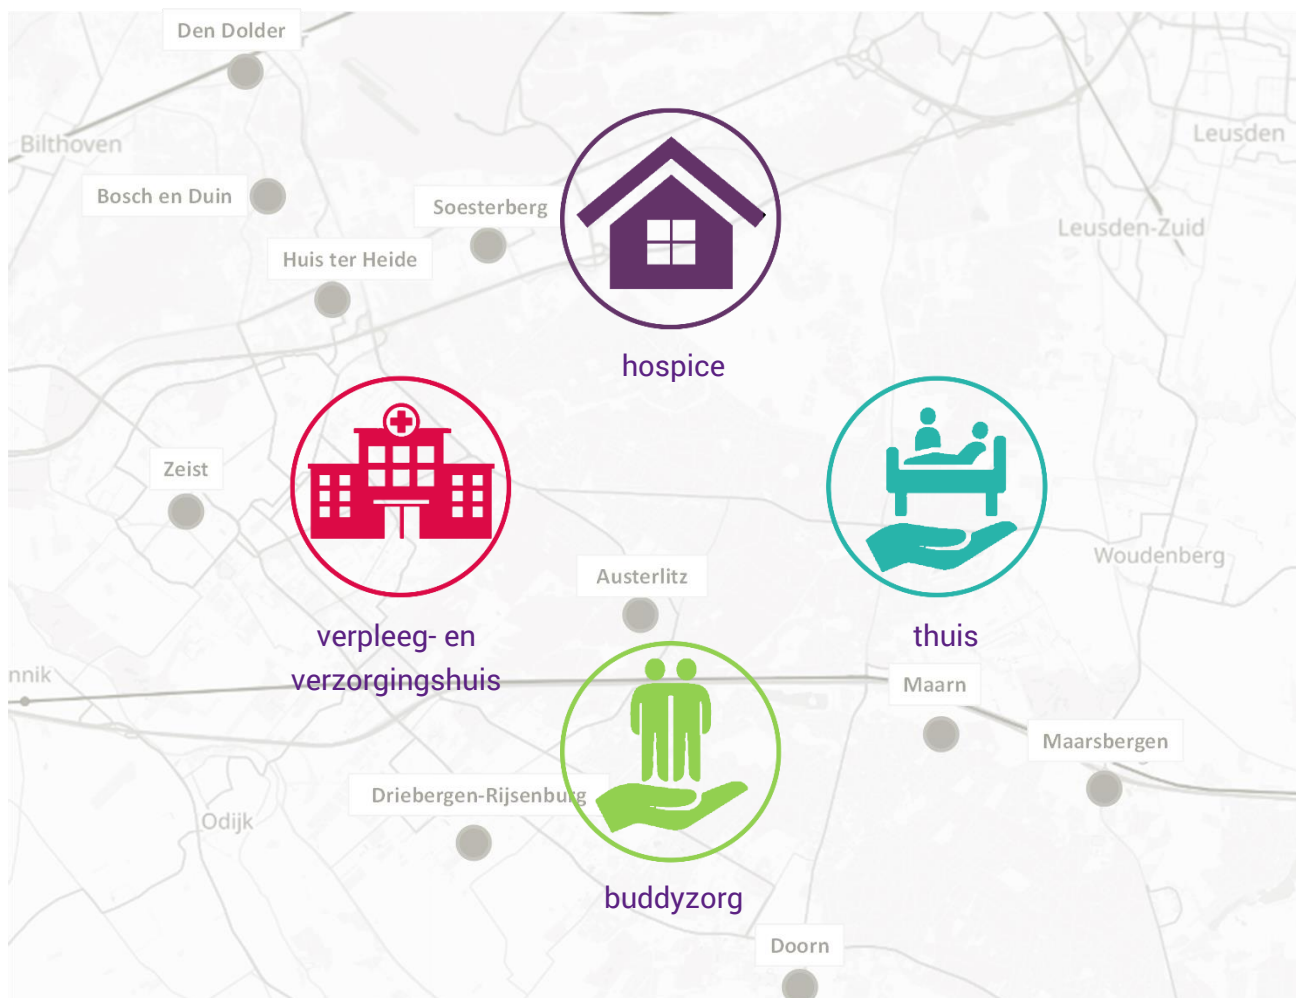 Den Dolder
Bilthoven
Leusden
Bosch en Duin
Soesterberg
Leusden-Zuid
Huis ter Heide
hospice
Zeist
Woudenberg
Austerlitz
verpleeg- en
verzorgingshuis
thuis
nnik
Maarn
Maarsbergen
Driebergen-Rijsenburg
Odijk
buddyzorg
Doorn